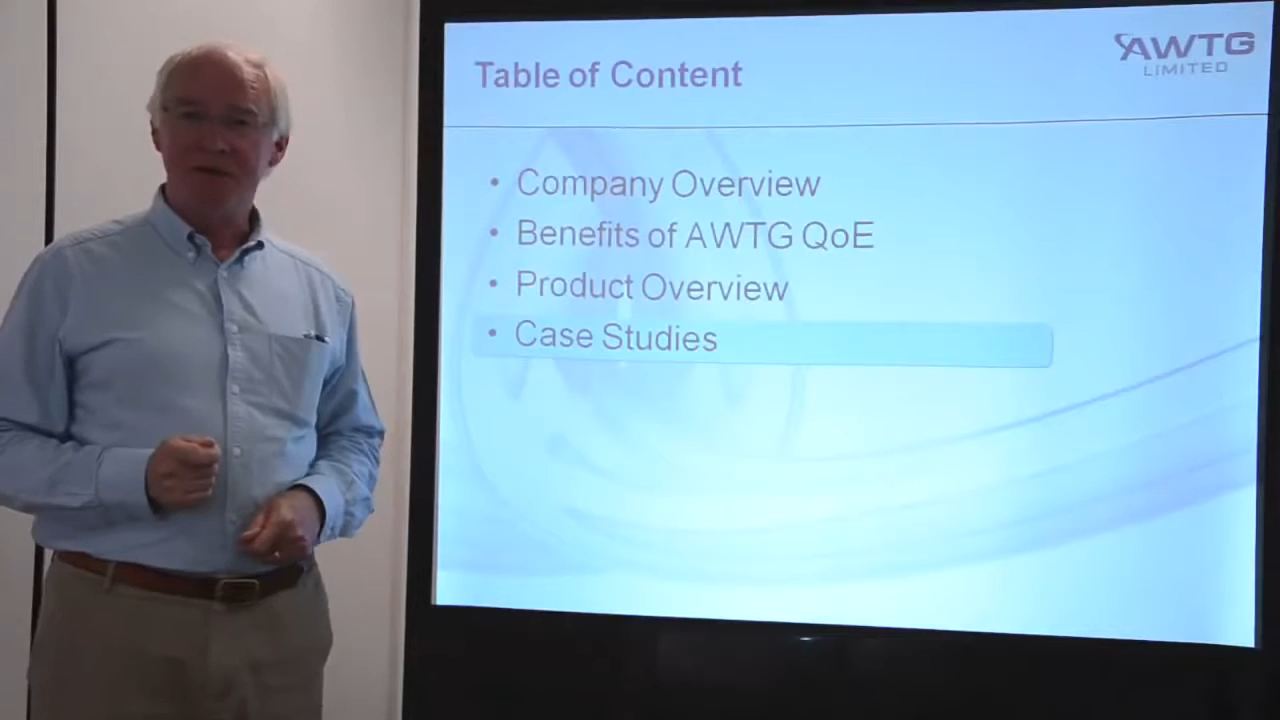 AWTG
LIMITED
Table of Content
• Company Overview
• Benefits of AWTG QoE
• Product Overview
• Case Studies